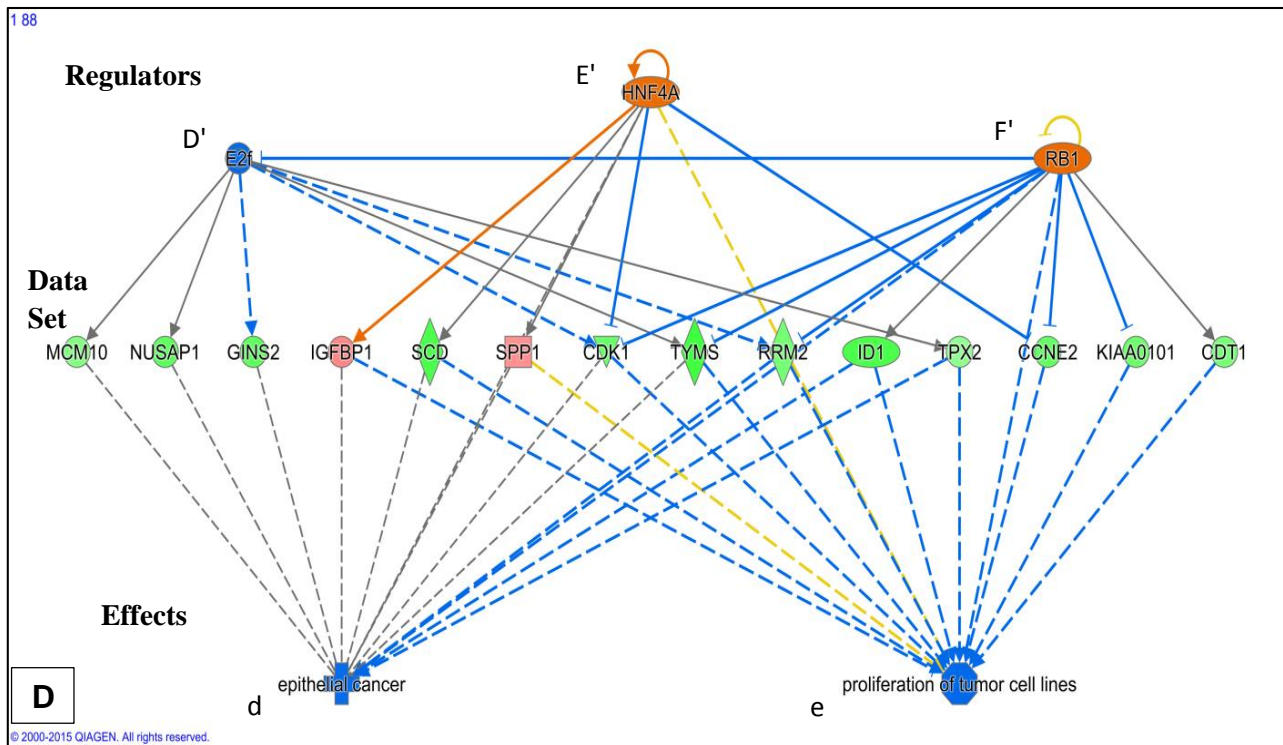 1 88
Regulators
E'
HNF4A
D'
F'
E2f
RB1
Data
Set
MCM10 NUSAP1 GINS2 IGFBP1 SCD SPP1 CDK1 TYMS RRM2 ID1 TPX2 CCNE2 KIAA0101 CDT1
Effects
epithelial cancer
proliferation of tumor cell lines
d
e
D
© 2000-2015 QIAGEN. All rights reserved.